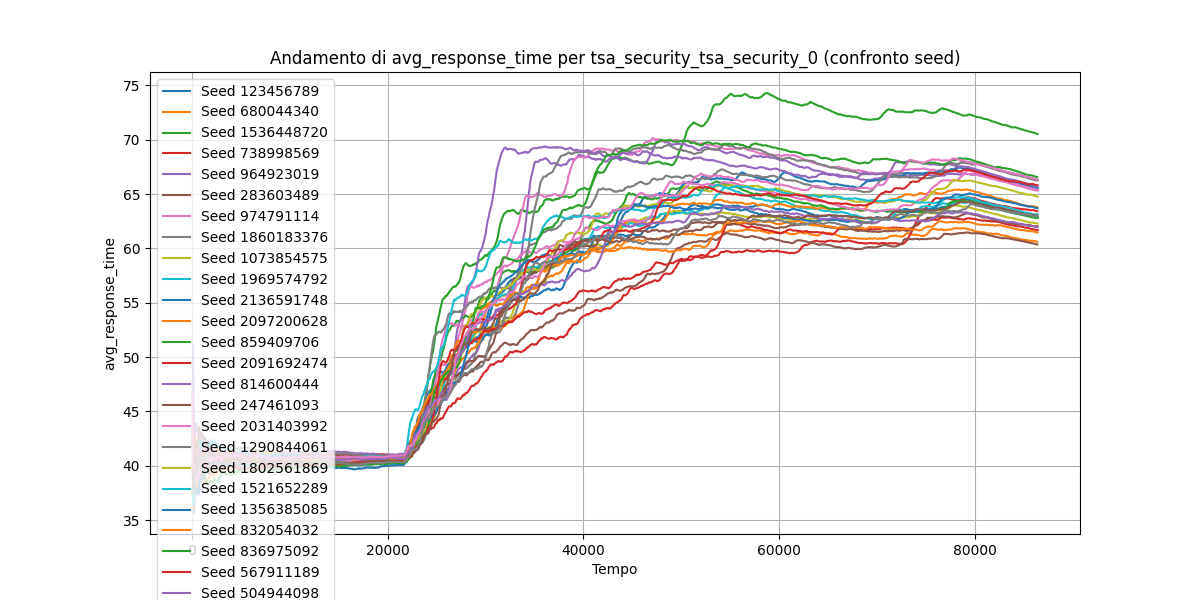 Andamento di avg_response_time per tsa_security_tsa_security_0 (confronto seed)
75
70
65
60
55
50
45
40
35
avg_response_time
Seed 123456789
Seed 680044340
Seed 1536448720
Seed 738998569
Seed 964923019
Seed 283603489
Seed 974791114
Seed 1860183376
Seed 1073854575
Seed 1969574792
Seed 2136591748
Seed 2097200628
Seed 859409706
Seed 2091692474
Seed 814600444
Seed 247461093
Seed 2031403992
Seed 1290844061
Seed 1802561869
Seed 1521652289
Seed 1356385085
Seed 832054032
Seed 836975092
Seed 567911189
Seed 504944098
0
20000
40000
60000
80000
Tempo